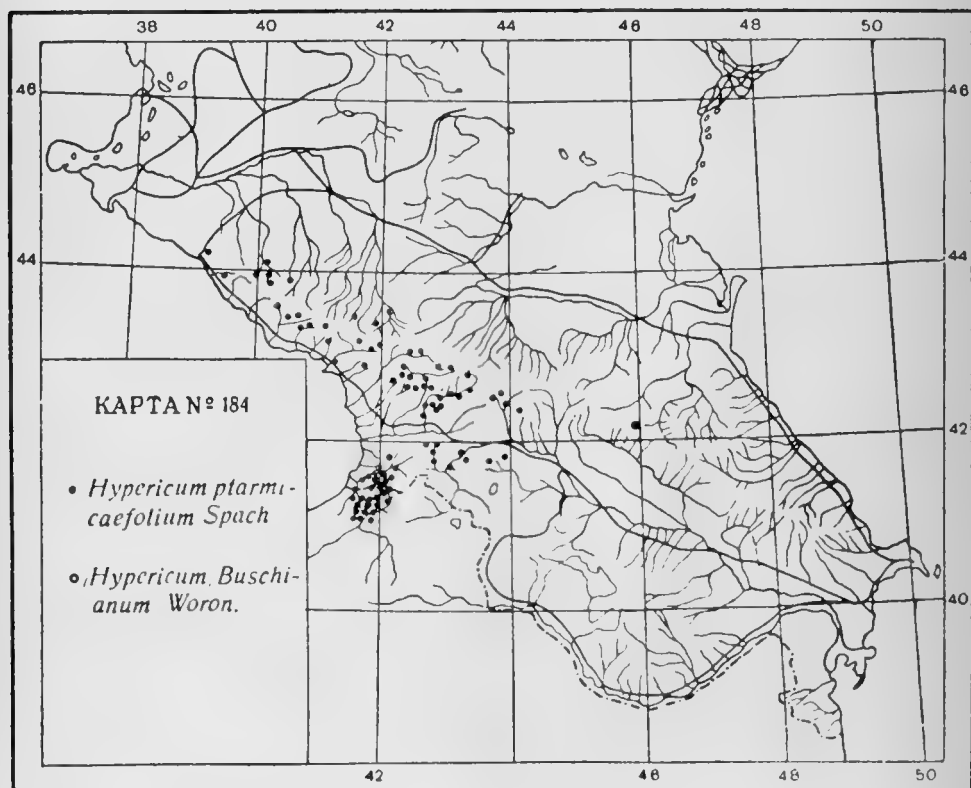 38 40 42 44 46 48 50 51
46 46
44 44
42
КАРТА № 184
• Hypericum ptarmi-
caefolium Spach
Hypericum Buschi-
anum Woron.
40
42 46 48 50